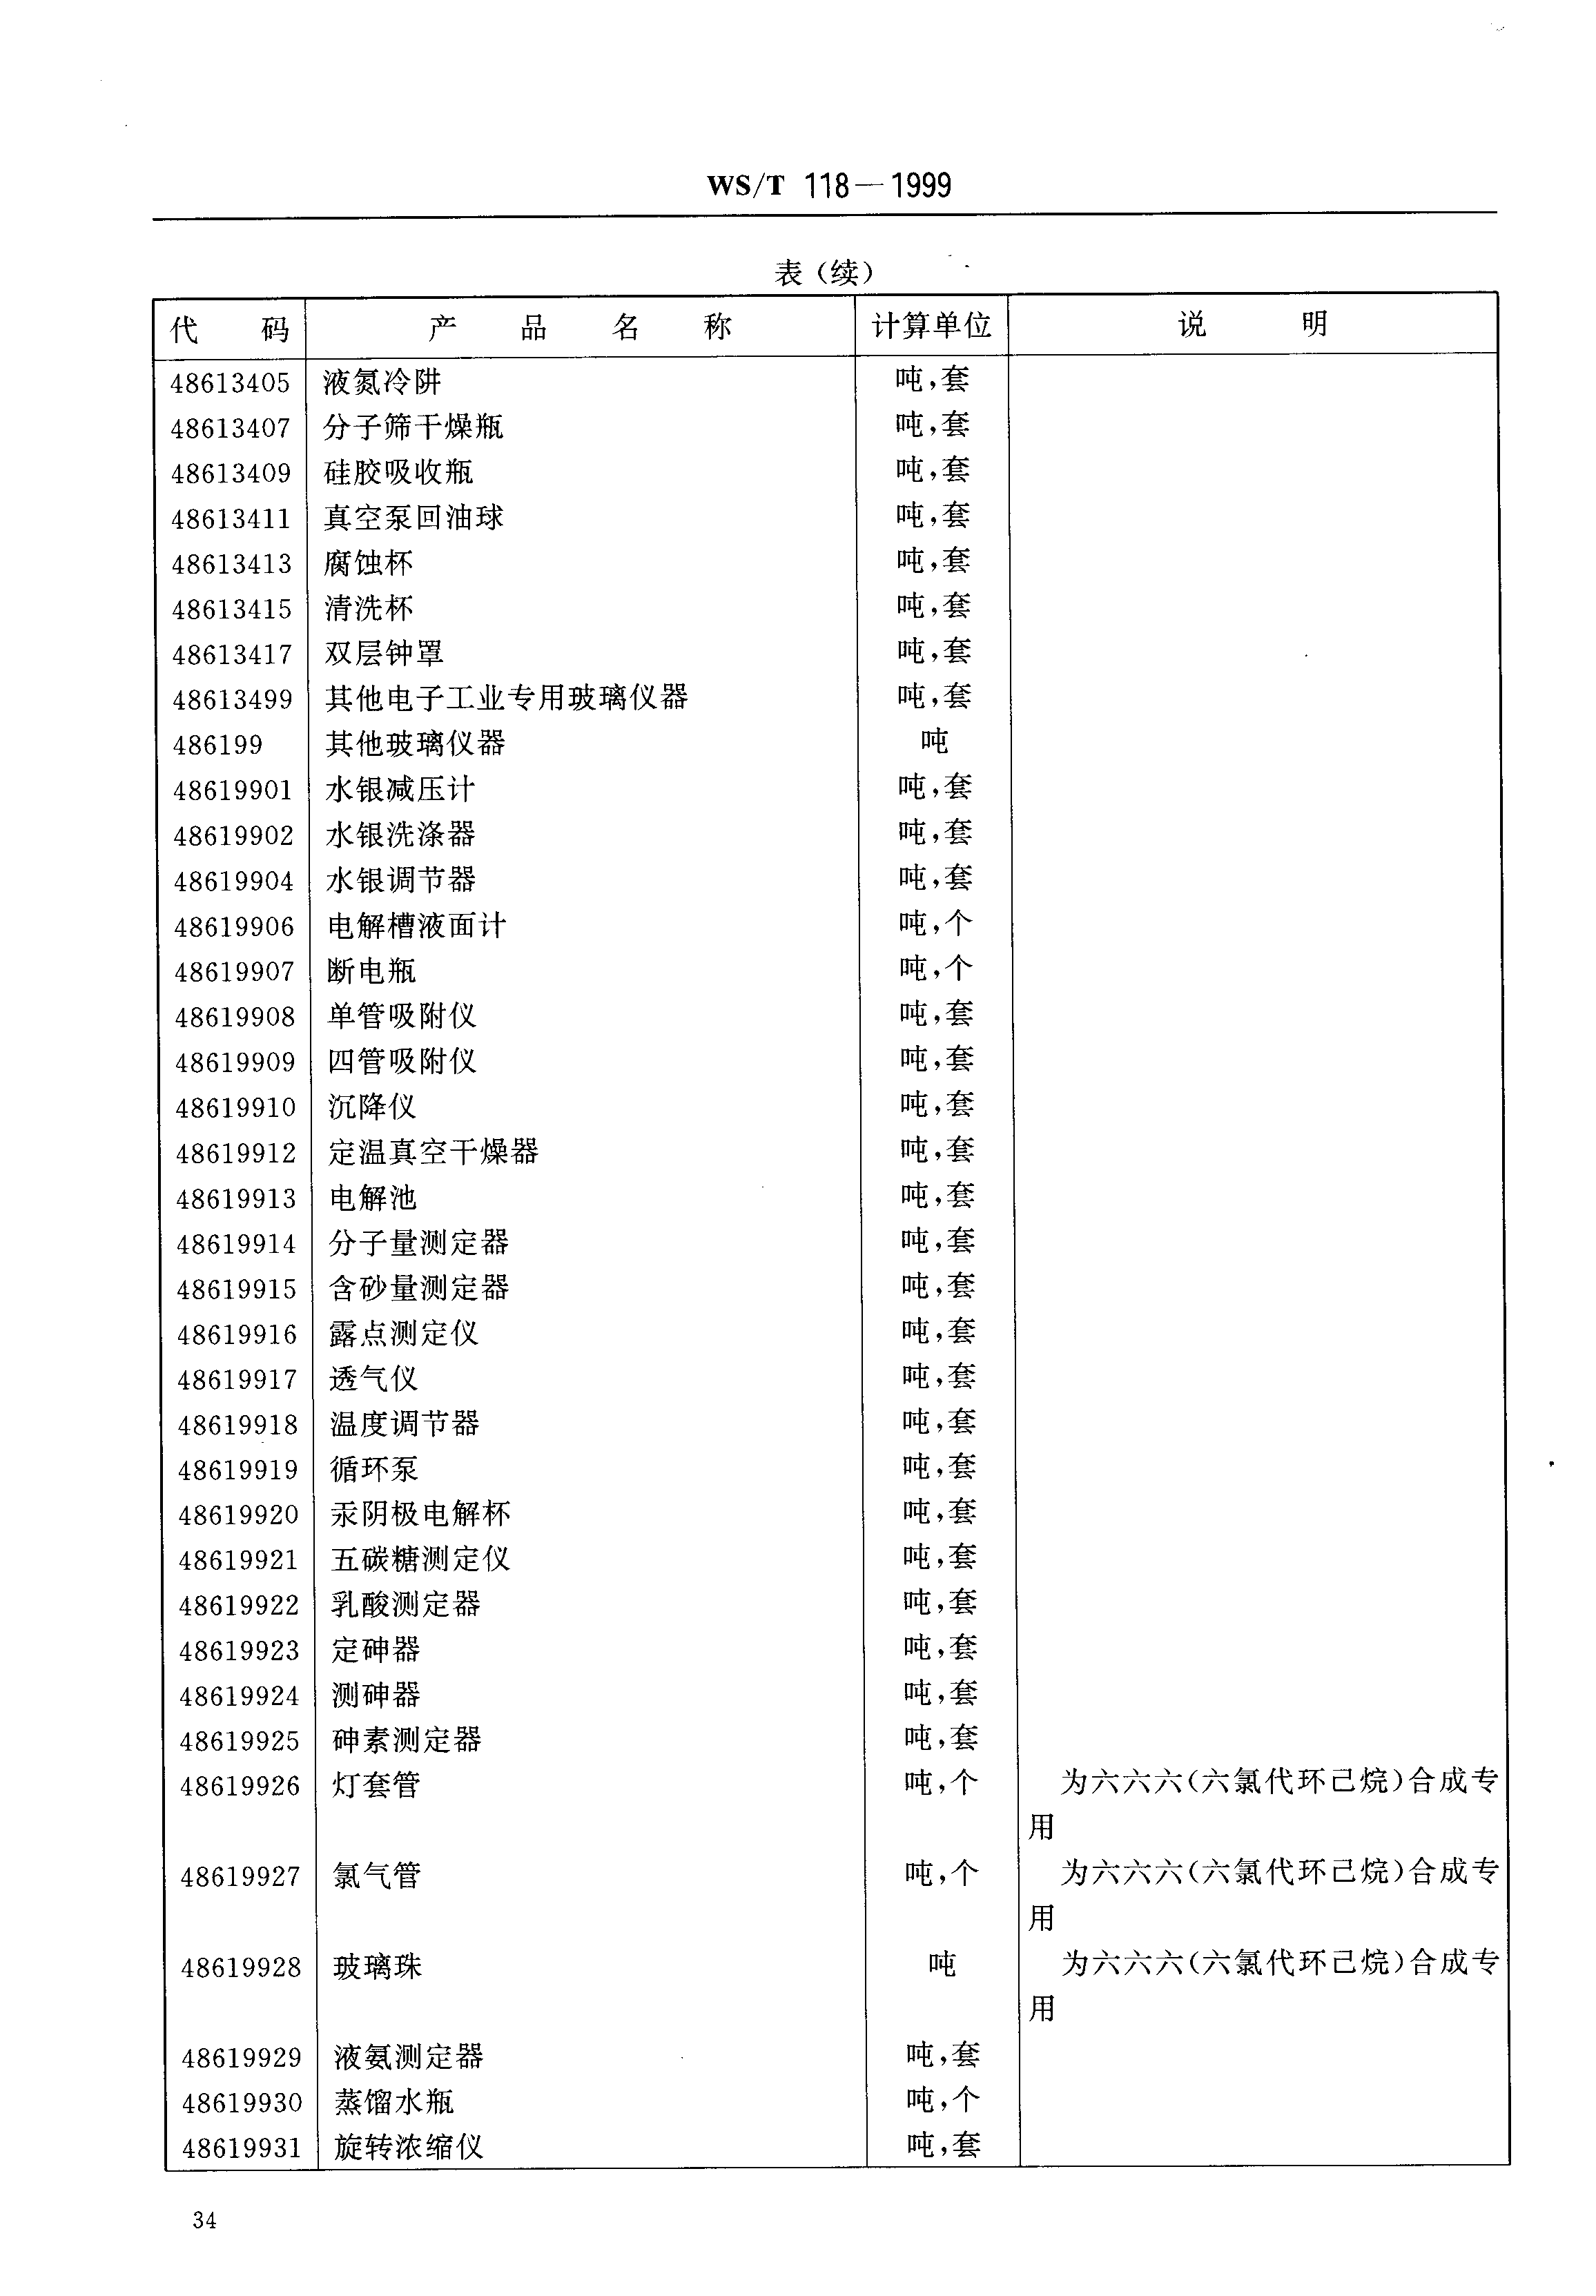 WS/T 118—1999
表(续)
代 码 产 品 名 称 计算单位 说 明
48613405 液氮冷阱 吨,套
48613407 分子筛干燥瓶 吨,套
48613409 硅胶吸收瓶 吨,套
48613411 真空泵回油球 吨,套
48613413 腐蚀杯 吨,套
48613415 清洗杯 吨,套
48613417 双层钟罩 吨,套
48613499 其他电子工业专用玻璃仪器 吨,套
486199 其他玻璃仪器 吨
48619901 水银减压计 吨,套
48619902 水银洗涤器 吨,套
48619904 水银调节器 吨,套
48619906 电解槽液面计 吨,个
48619907 断电瓶 吨,个
48619908 单管吸附仪 吨,套
48619909 四管吸附仪 吨,套
48619910 沉降仪 吨,套
48619912 定温真空干燥器 吨,套
48619913 电解池 吨,套
48619914 分子量测定器 吨,套
48619915 含砂量测定器 吨,套
48619916 露点测定仪 吨,套
48619917 透气仪 吨,套
48619918 温度调节器 吨,套
48619919 循环泵 吨,套
48619920 汞阴极电解杯 吨,套
48619921 五碳糖测定仪 吨,套
48619922 乳酸测定器 吨,套
48619923 定砷器 吨,套
48619924 测砷器 吨,套
48619925 砷素测定器 吨,套
48619926 灯套管 吨,个 为六六六(六氯代环己烷)合成专
用
48619927 氯气管 吨,个 为六六六(六氯代环己烷)合成专
用
48619928 玻璃珠 吨 为六六六(六氯代环己烷)合成专
用
48619929 液氨测定器 吨,套
48619930 蒸馏水瓶 吨,个
48619931 旋转浓缩仪 吨,套
34